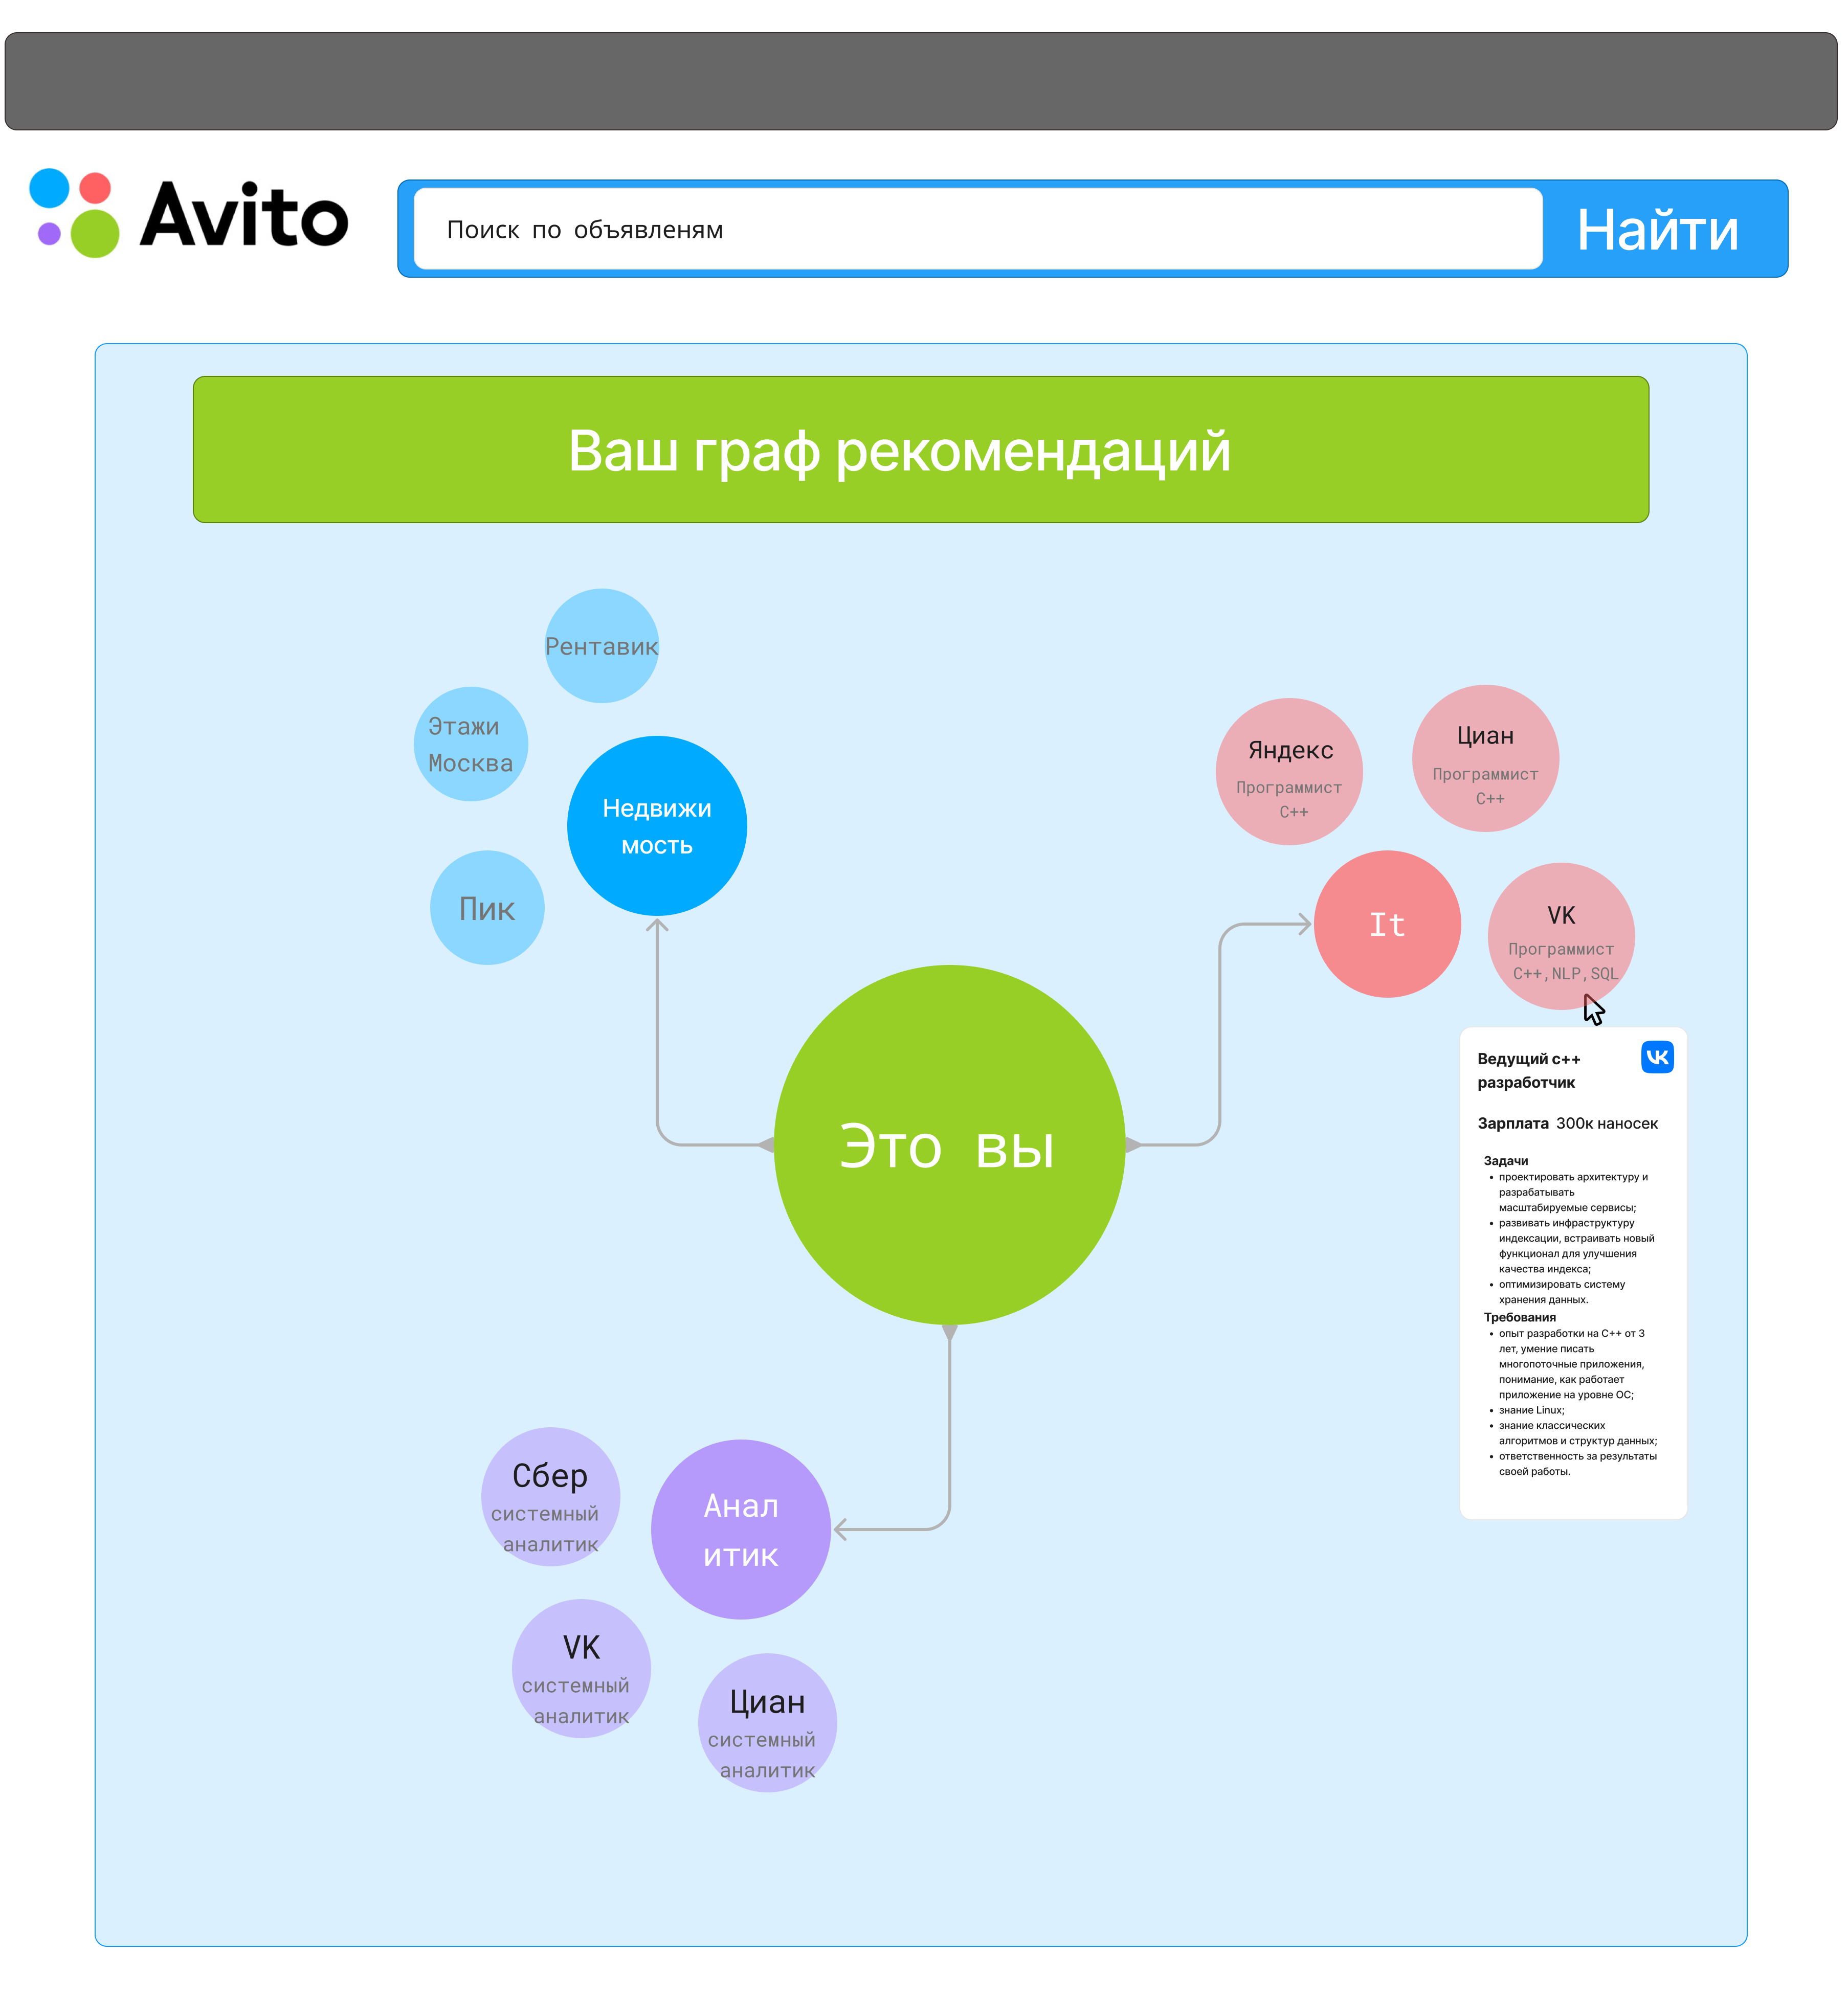 Avito
Поиск по объявленям
Найти
Ваш граф рекомендаций
Рентавик
Этажи
Москва
Недвижи
мость
Пик
Яндекс
Программист
C++
Циан
Программист
C++
It
VK
Программист
C++,NLP,SQL
Это вы
Ведущий с++
разработчик
Зарплата 300к наносек
Задачи
• проектировать архитектуру и
разрабатывать
масштабируемые сервисы;
• развивать инфраструктуру
индексации, встраивать новый
функционал для улучшения
качества индекса;
• оптимизировать систему
хранения данных.
Требования
• опыт разработки на C++ от 3
лет, умение писать
многопоточные приложения,
понимание, как работает
приложение на уровне ОС;
• знание Linux;
• знание классических
алгоритмов и структур данных;
• ответственность за результаты
своей работы.
Сбер
системный
аналитик
Анал
итик
VK
системный
аналитик
Циан
системный
аналитик